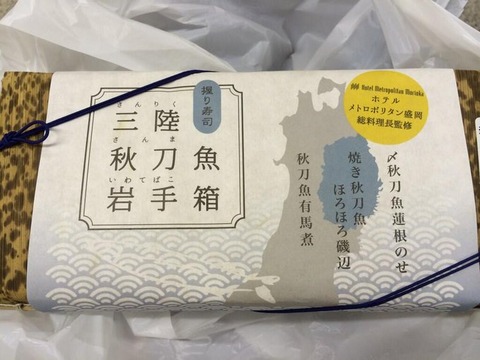 さんりく
三陸
さんま
秋刀魚
いわてばこ
岩手箱
握り寿司
Hotel Metropolitan Morioka
ホテル
メトロポリタン盛岡
総料理長監修
〆秋刀魚蓮根のせ
焼き秋刀魚
ほろほろ磯辺
秋刀魚有馬煮